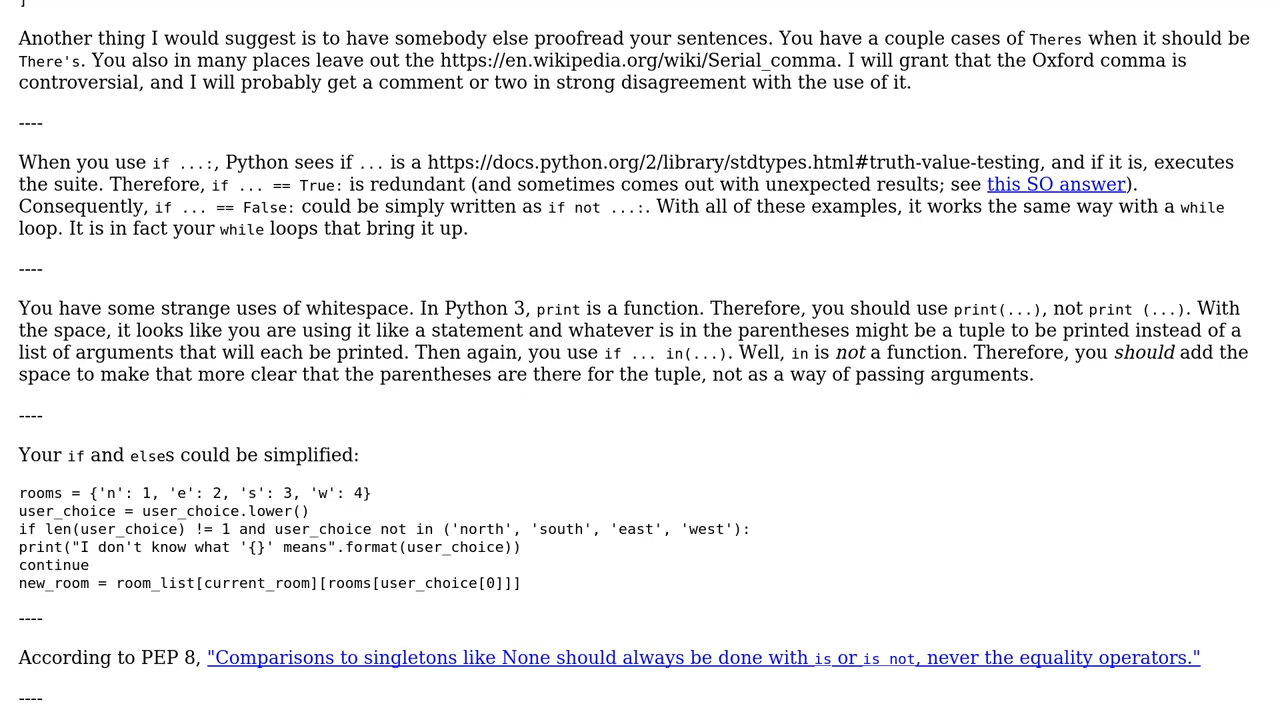 Another thing I would suggest is to have somebody else proofread your sentences. You have a couple cases of Theres when it should be
There's. You also in many places leave out the https://en.wikipedia.org/wiki/Serial_comma. I will grant that the Oxford comma is
controversial, and I will probably get a comment or two in strong disagreement with the use of it.
----
When you use if ...:, Python sees if ... is a https://docs.python.org/2/library/stdtypes.html#truth-value-testing, and if it is, executes
the suite. Therefore, if ... == True: is redundant (and sometimes comes out with unexpected results; see this SO answer).
Consequently, if ... == False: could be simply written as if not ...:. With all of these examples, it works the same way with a while
loop. It is in fact your while loops that bring it up.
----
You have some strange uses of whitespace. In Python 3, print is a function. Therefore, you should use print(...), not print (...). With
the space, it looks like you are using it like a statement and whatever is in the parentheses might be a tuple to be printed instead of a
list of arguments that will each be printed. Then again, you use if ... in(...). Well, in is not a function. Therefore, you should add the
space to make that more clear that the parentheses are there for the tuple, not as a way of passing arguments.
----
Your if and elses could be simplified:
rooms = {'n': 1, 'e': 2, 's': 3, 'w': 4}
user_choice = user_choice.lower()
if len(user_choice) != 1 and user_choice not in ('north', 'south', 'east', 'west'):
print("I don't know what '{}' means".format(user_choice))
continue
new_room = room_list[current_room][rooms[user_choice[0]]]
----
According to PEP 8, "Comparisons to singletons like None should always be done with is or is not, never the equality operators."
----